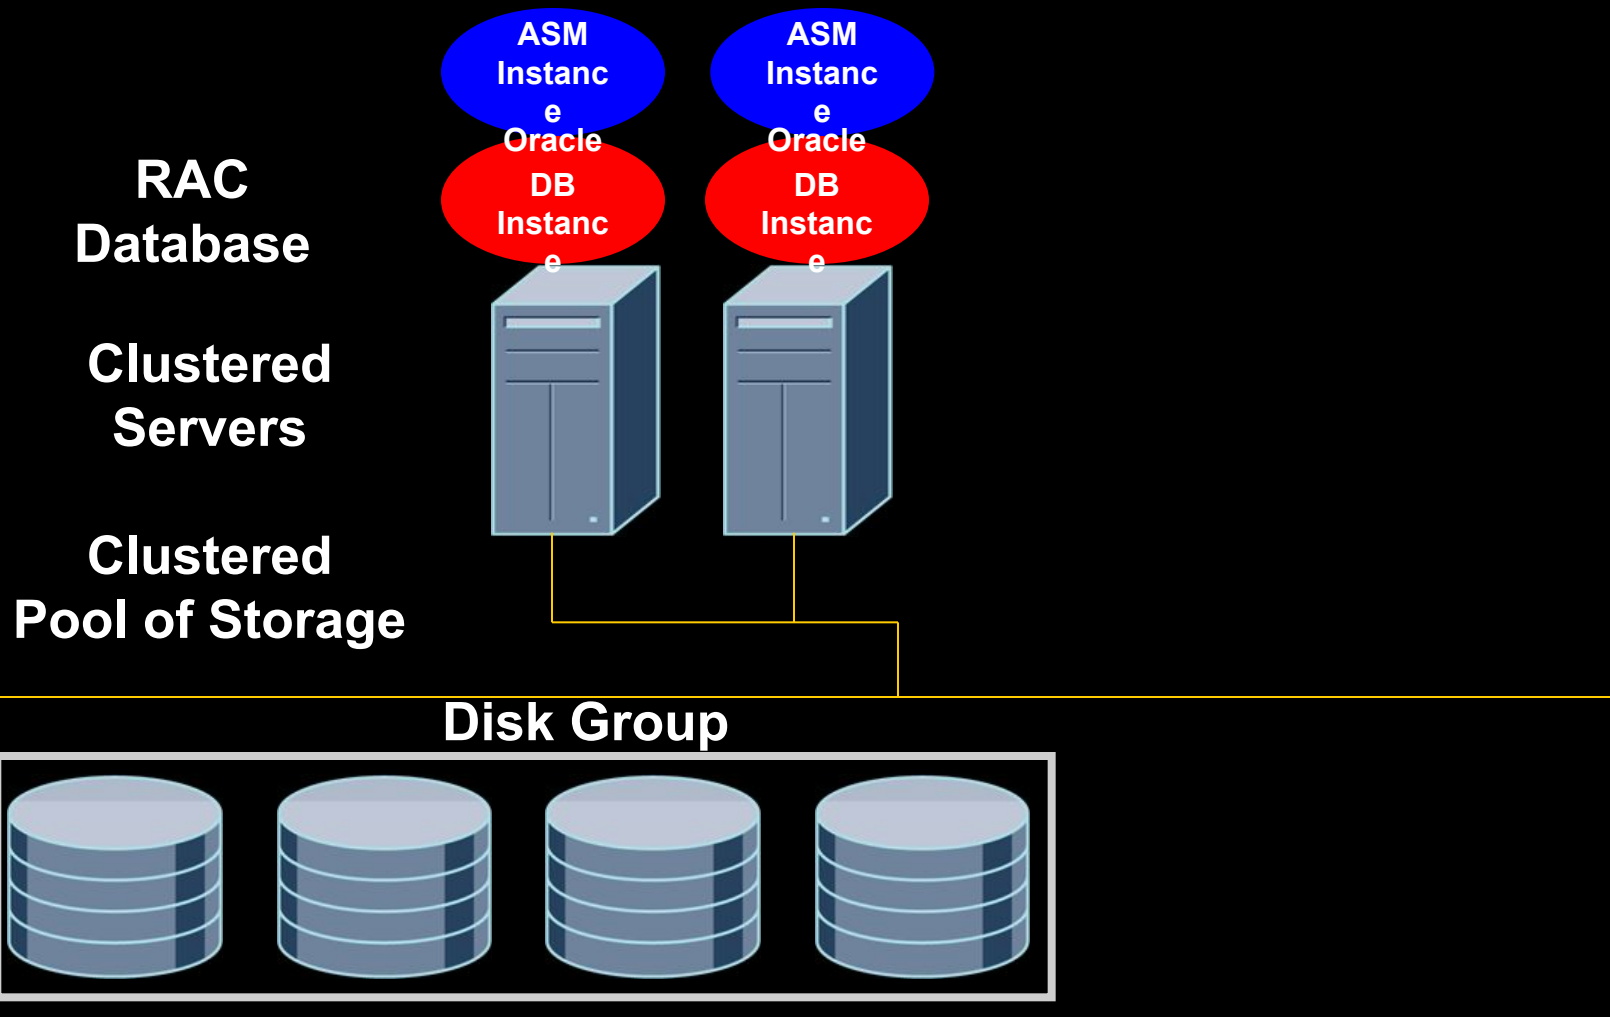 ASM
Instanc
e
ASM
Instanc
e
Oracle
DB
Instanc
e
Oracle
DB
Instanc
e
RAC
Database
Clustered
Servers
Clustered
Pool of Storage
Disk Group